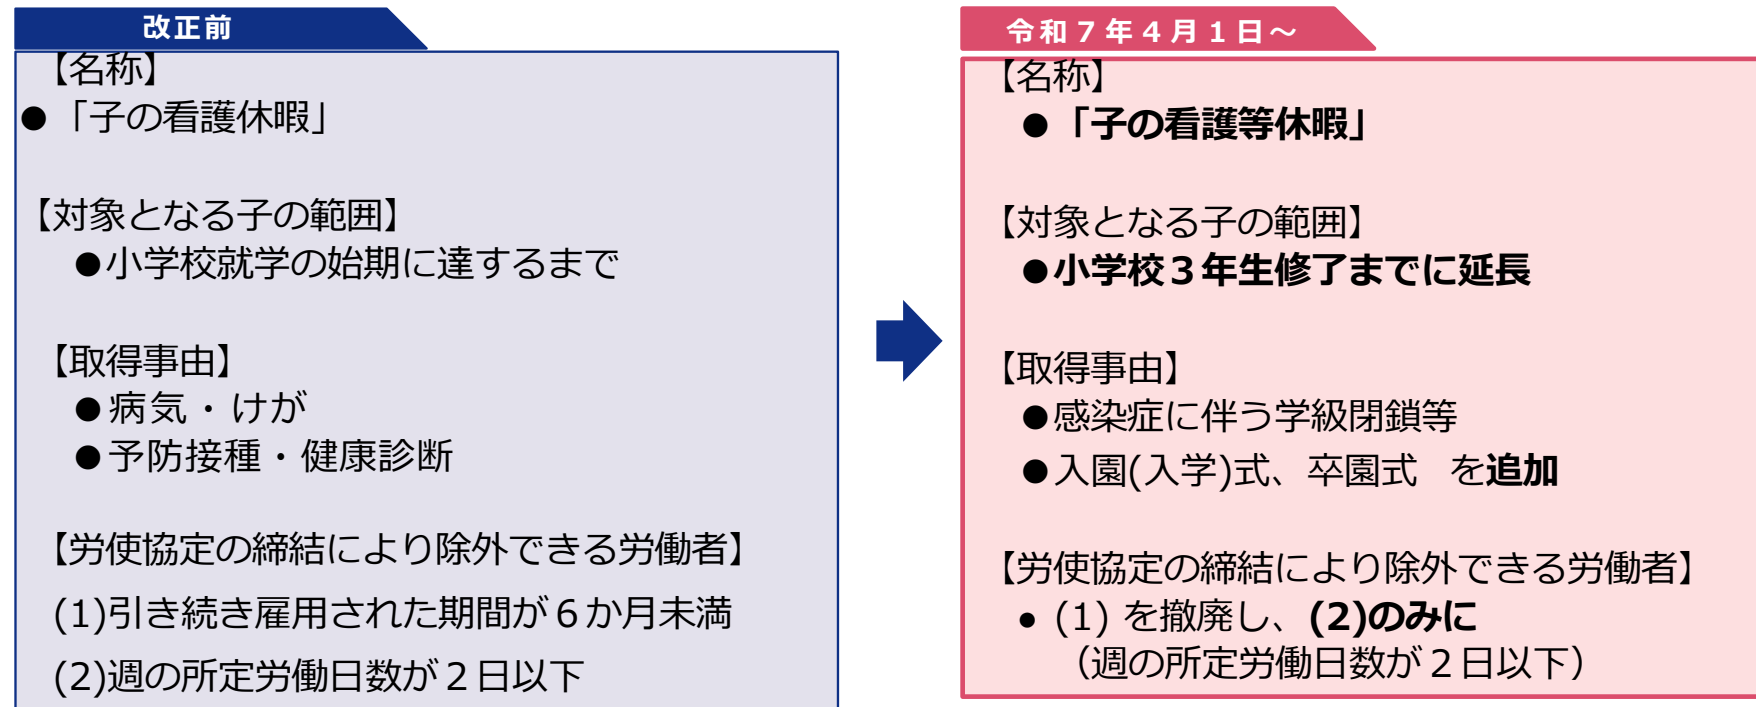 改正前
【名称】
●「子の看護休暇」
【対象となる子の範囲】
●小学校就学の始期に達するまで
【取得事由】
●病気・けが
●予防接種・健康診断
【労使協定の締結により除外できる労働者】
(1)引き続き雇用された期間が６か月未満
(2)週の所定労働日数が２日以下
令和７年４月１日～
【名称】
●「子の看護等休暇」
【対象となる子の範囲】
●小学校３年生修了までに延長
【取得事由】
●感染症に伴う学級閉鎖等
●入園(入学)式、卒園式　を追加
【労使協定の締結により除外できる労働者】
● (1) を撤廃し、(2)のみに
（週の所定労働日数が２日以下）